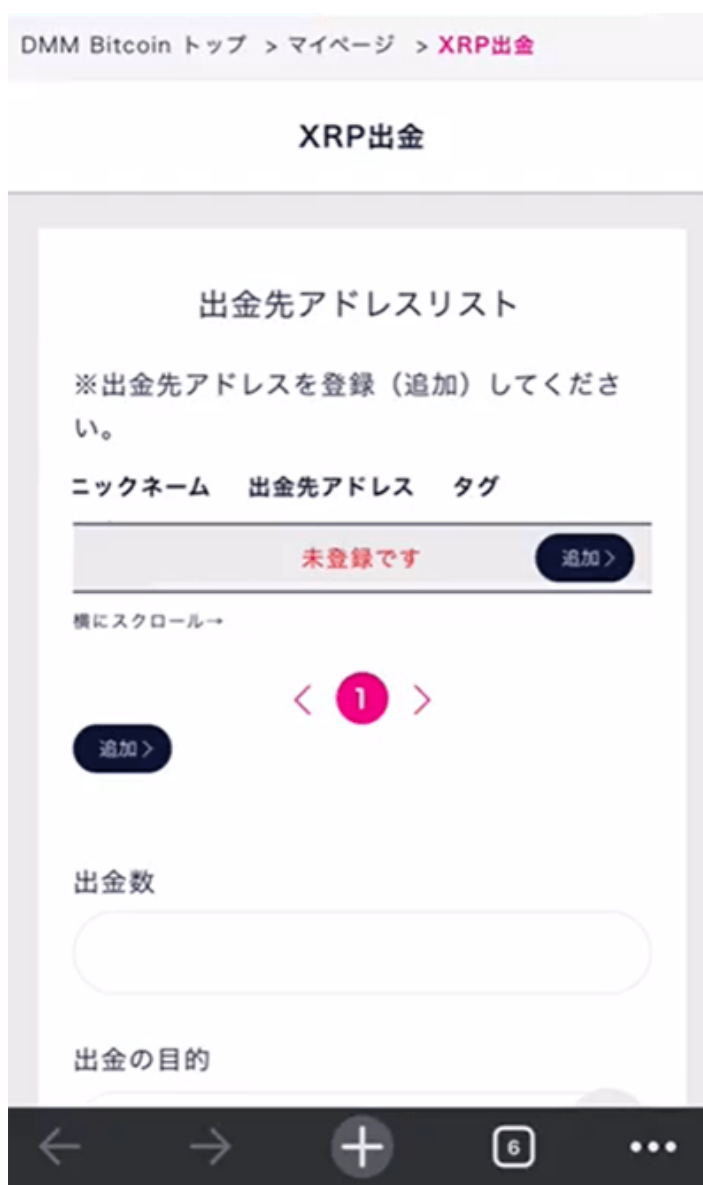 DMM Bitcoin トップ > マイページ > XRP出金
XRP出金
出金先アドレスリスト
※出金先アドレスを登録（追加）してくださ
い。
ニックネーム 出金先アドレス タグ
未登録です 追加 >
横にスクロール→
< 1 >
追加 >
出金数
出金の目的
6